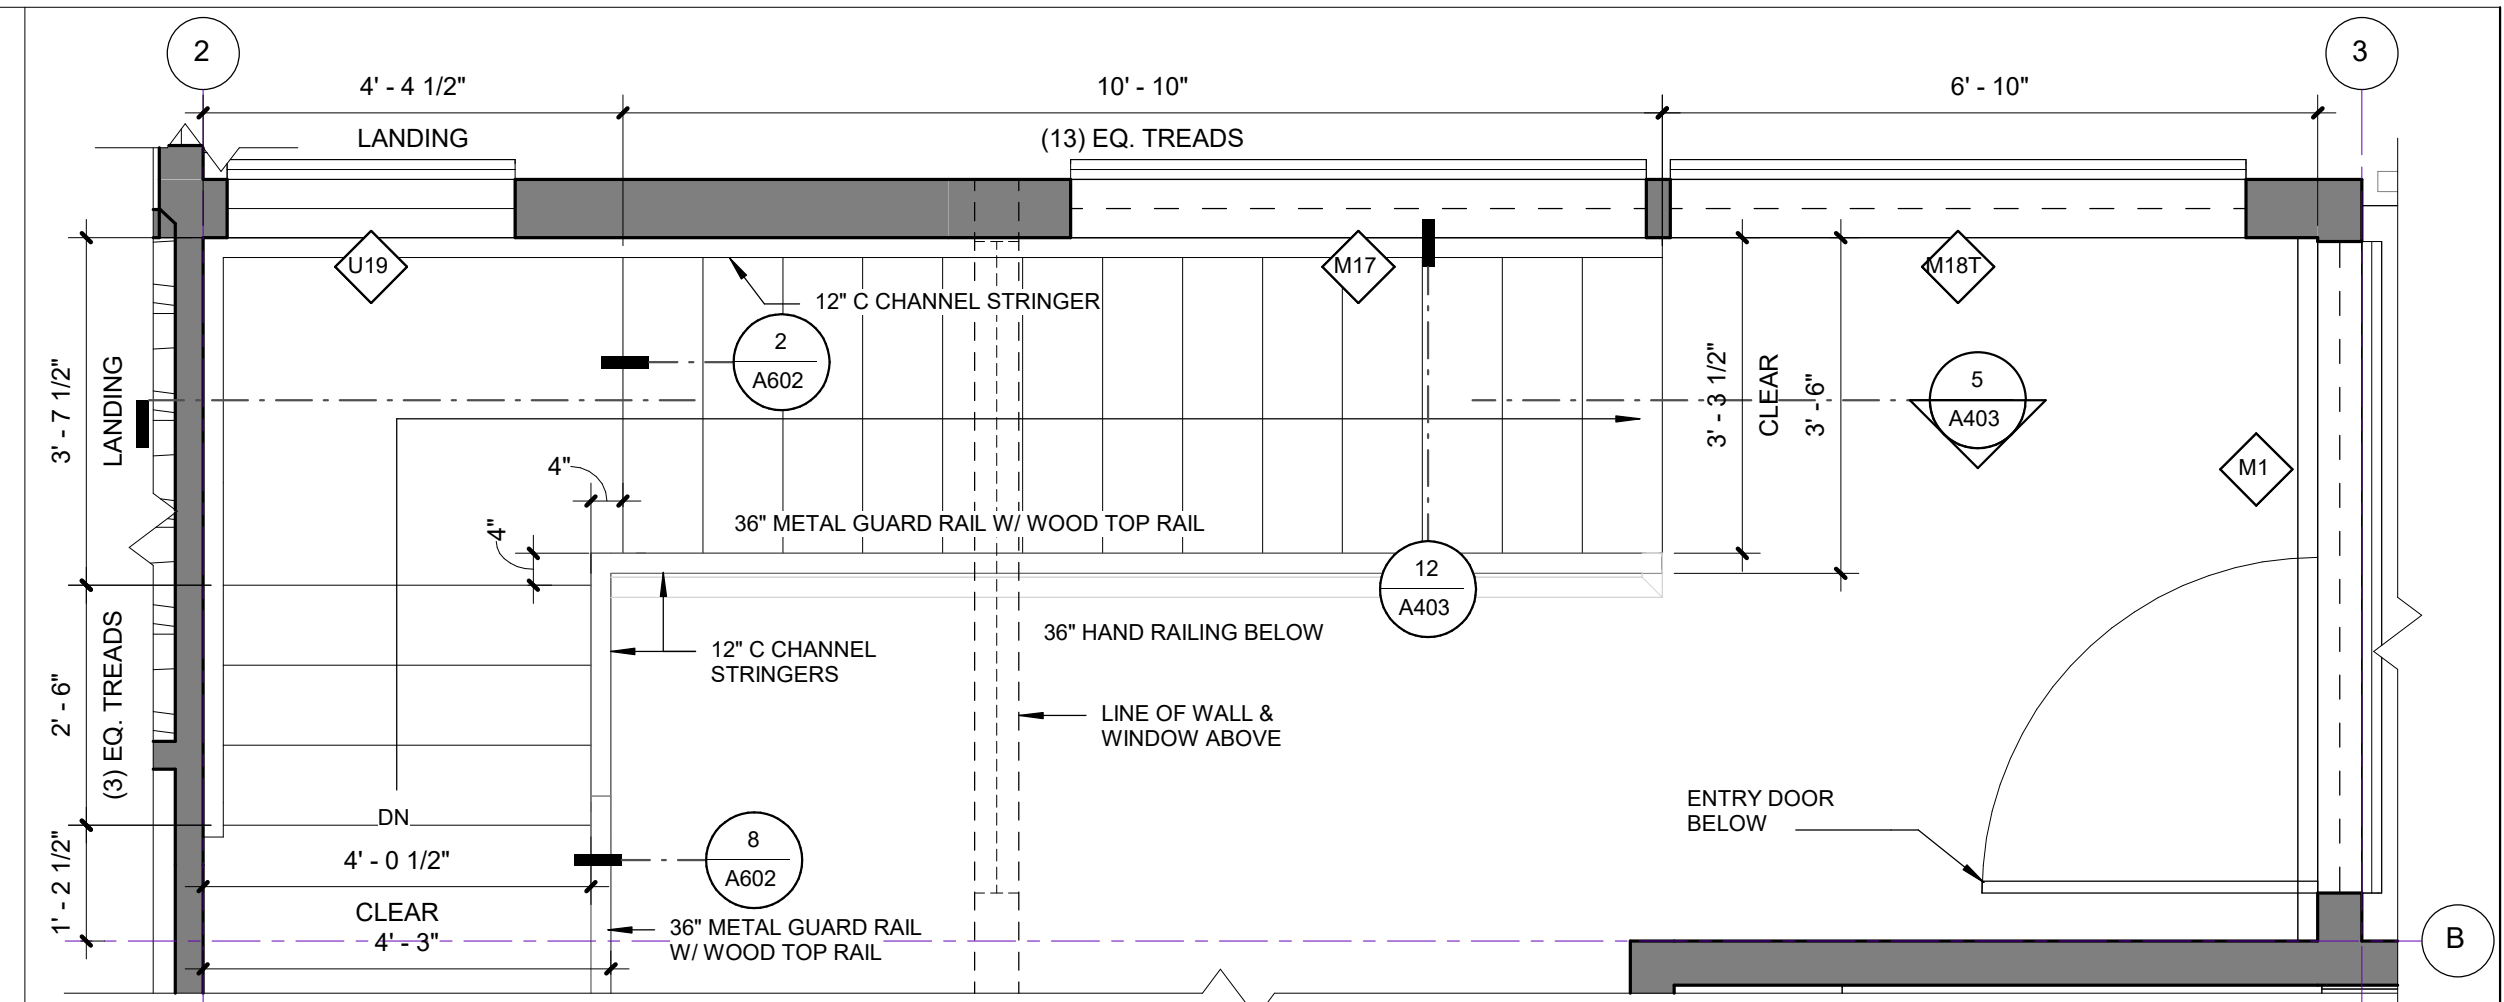 2
3
4' - 4 1/2"
10' - 10"
6' - 10"
LANDING
(13) EQ. TREADS
U19
M17
M18T
12" C CHANNEL STRINGER
2
A602
3' - 7 1/2"
LANDING
3' - 3 1/2"
CLEAR
3' - 6"
5
A403
M1
4"
4"
36" METAL GUARD RAIL W/ WOOD TOP RAIL
12
A403
36" HAND RAILING BELOW
12" C CHANNEL
STRINGERS
2' - 6"
(3) EQ. TREADS
LINE OF WALL &
WINDOW ABOVE
ENTRY DOOR
BELOW
DN
8
A602
4' - 0 1/2"
CLEAR
4' - 3"
1' - 2 1/2"
36" METAL GUARD RAIL
W/ WOOD TOP RAIL
B